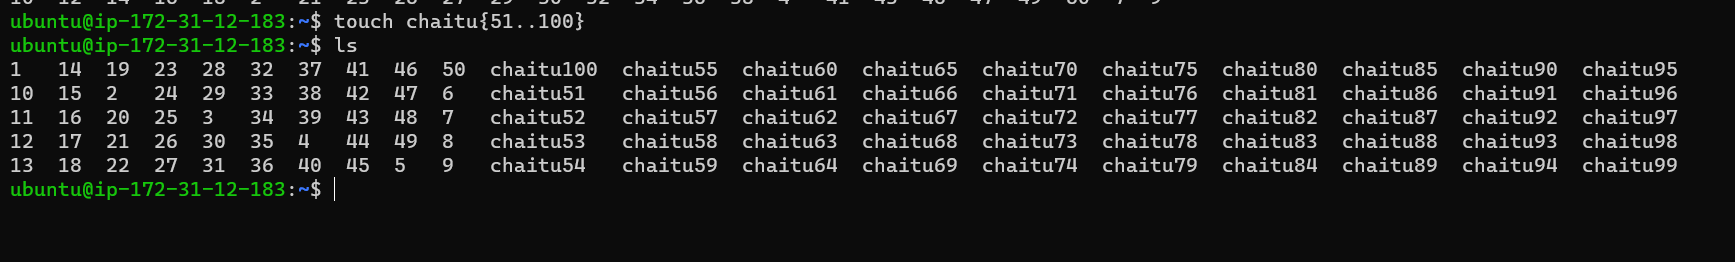 ubuntu@ip-172-31-12-183:~$ touch chaitu{51..100}
ubuntu@ip-172-31-12-183:~$ ls
1   14  19  23  28  32  37  41  46  50  chaitu100  chaitu55  chaitu60  chaitu65  chaitu70  chaitu75  chaitu80  chaitu85  chaitu90  chaitu95
10  15  2   24  29  33  38  42  47  6   chaitu51   chaitu56  chaitu61  chaitu66  chaitu71  chaitu76  chaitu81  chaitu86  chaitu91  chaitu96
11  16  20  25  3   34  39  43  48  7   chaitu52   chaitu57  chaitu62  chaitu67  chaitu72  chaitu77  chaitu82  chaitu87  chaitu92  chaitu97
12  17  21  26  30  35  4   44  49  8   chaitu53   chaitu58  chaitu63  chaitu68  chaitu73  chaitu78  chaitu83  chaitu88  chaitu93  chaitu98
13  18  22  27  31  36  40  45  5   9   chaitu54   chaitu59  chaitu64  chaitu69  chaitu74  chaitu79  chaitu84  chaitu89  chaitu94  chaitu99
ubuntu@ip-172-31-12-183:~$